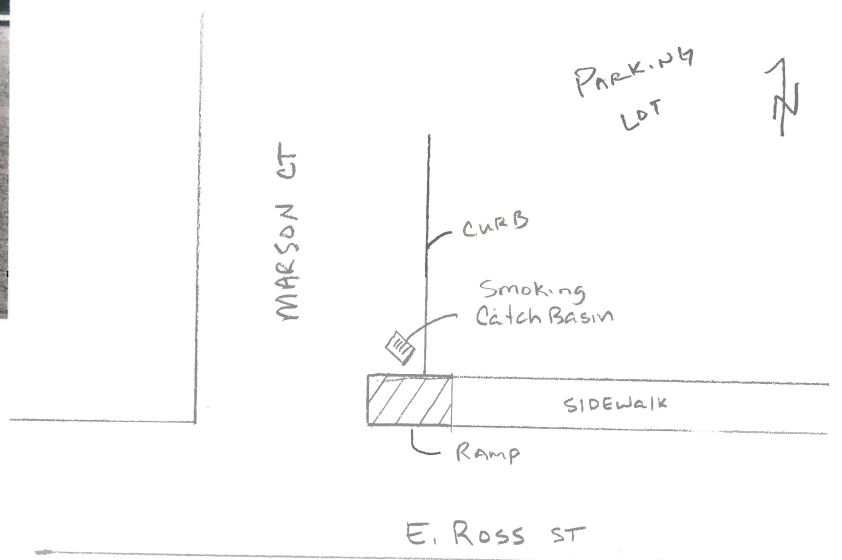 PARKING
LOT
N
MARSON CT
CURB
Smoking
Catch Basin
SIDEWALK
RAMP
E. ROSS ST